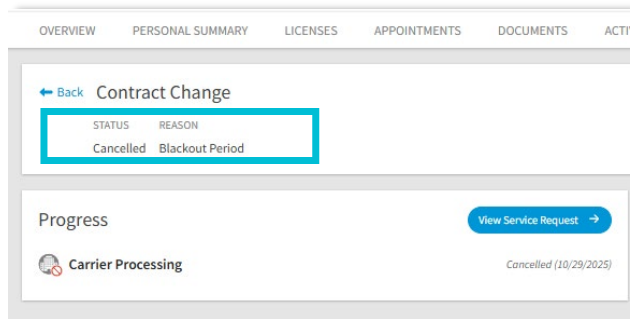 OVERVIEW PERSONAL SUMMARY LICENSES APPOINTMENTS DOCUMENTS ACTI
Back Contract Change
STATUS REASON
Cancelled Blackout Period
Progress View Service Request
Carrier Processing Cancelled (10/29/2025)